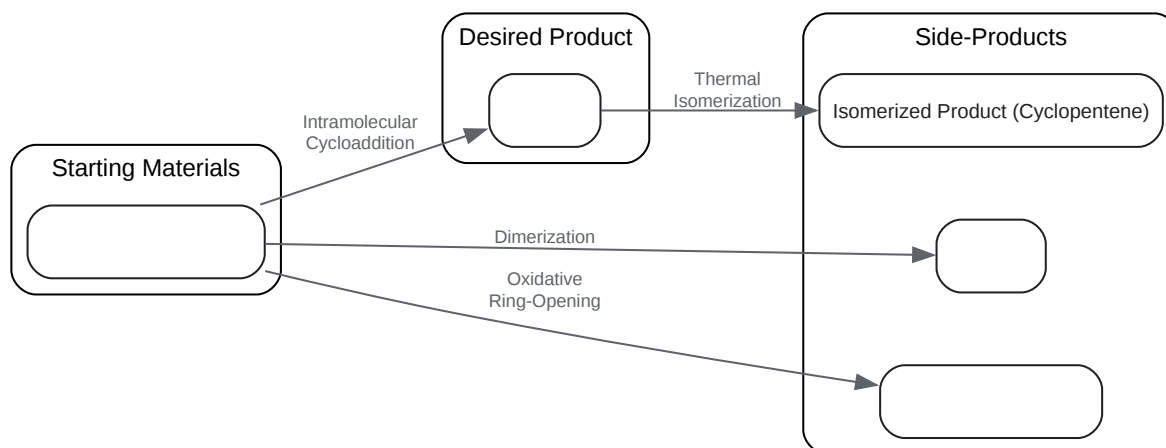 Desired Product
Side-Products
Thermal
Isomerization
Isomerized Product (Cyclopentene)
Intramolecular
Cycloaddition
Starting Materials
Dimerization
Oxidative
Ring-Opening